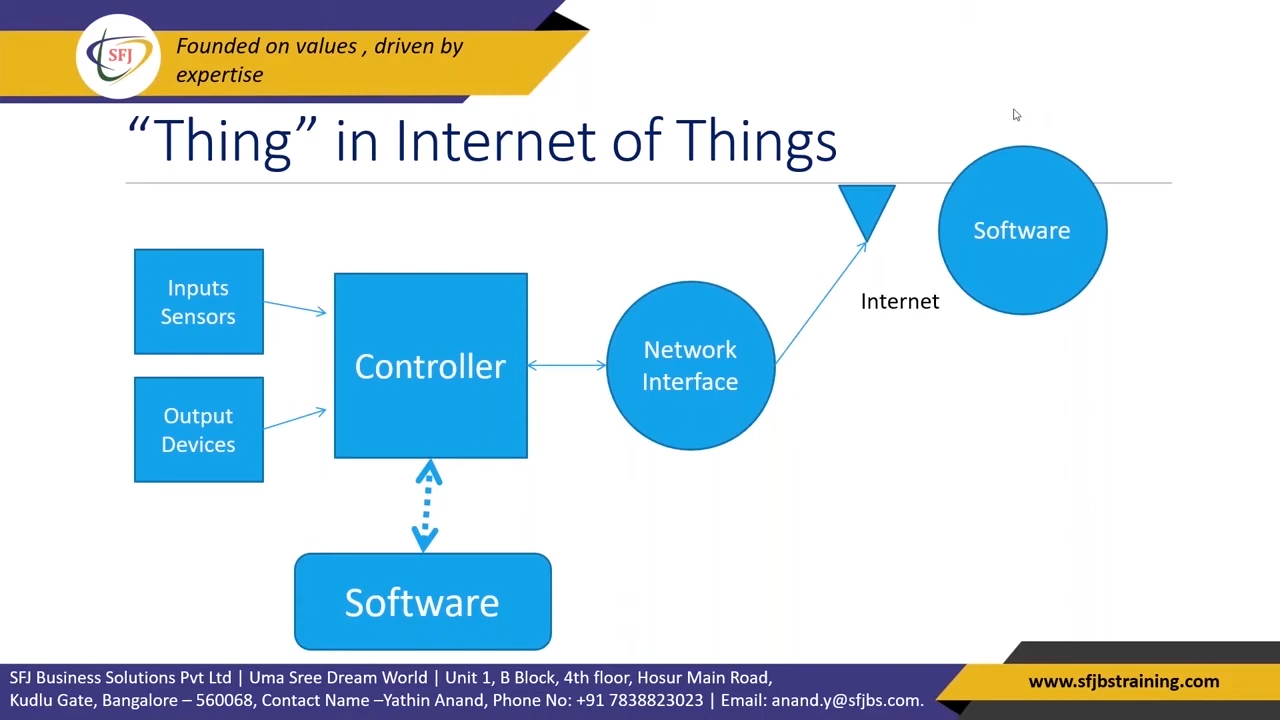 SFJ
Founded on values , driven by
expertise
“Thing” in Internet of Things
Software
Inputs
Sensors
Internet
Controller
Network
Interface
Output
Devices
Software
SFJ Business Solutions Pvt Ltd | Uma Sree Dream World | Unit 1, B Block, 4th floor, Hosur Main Road,
Kudlu Gate, Bangalore – 560068, Contact Name –Yathin Anand, Phone No: +91 7838823023 | Email: anand.y@sfjbs.com.
www.sfjbstraining.com